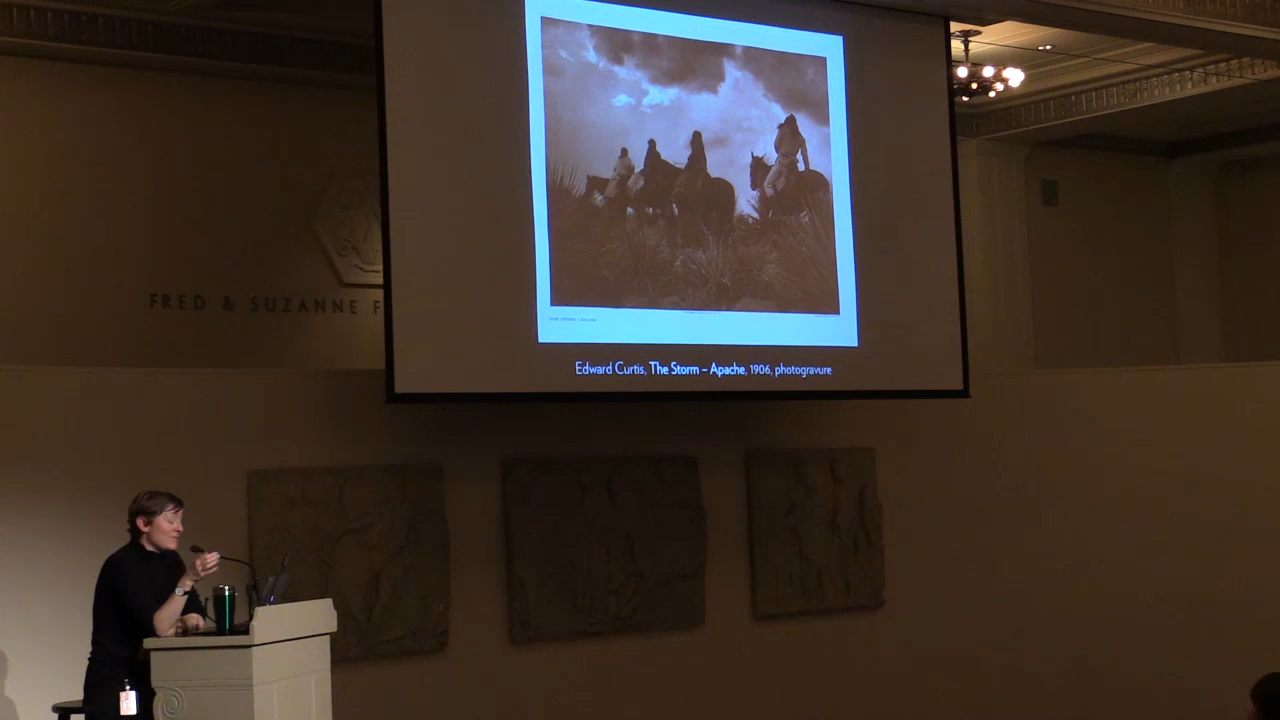 FRED & SUZANNE F
Edward Curtis, The Storm – Apache, 1906, photogravure